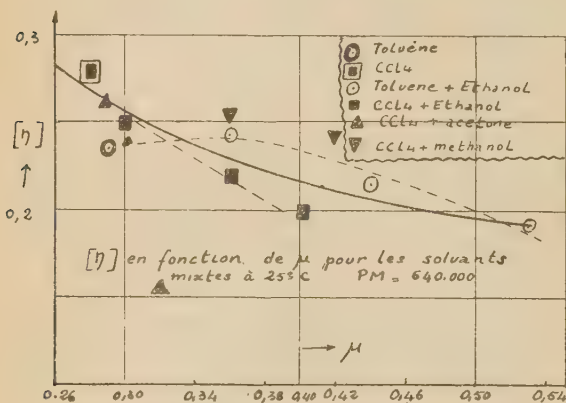 0,3
[η]
↑
0,2
Toluène
CCl4
Toluene + Ethanol
CCl4 + Ethanol
CCl4 + acétone
CCl4 + methanol
[η] en fonction de μ pour les solvants
mixtes à 25°C PM = 640.000
→ μ
0.26 0,30 0,34 0,38 0,40 0,42 0,46 0,50 0,54